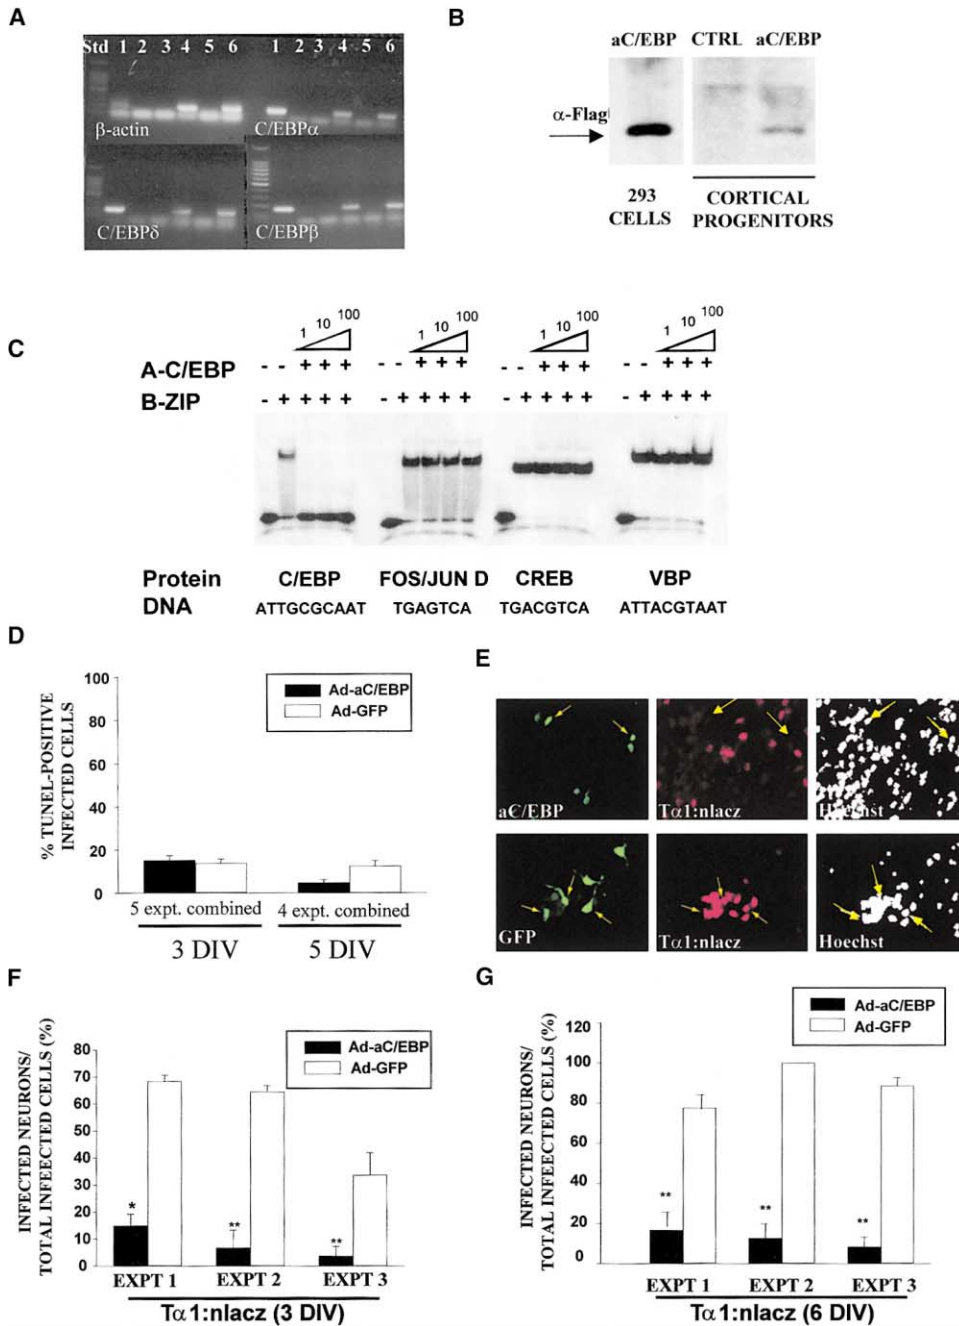 A
Std 1 2 3 4 5 6 1 2 3 4 5 6
β-actin C/EBPα
C/EBPδ C/EBPβ
B
aC/EBP CTRL aC/EBP
α-Flag
293 CELLS
CORTICAL PROGENITORS
C
1 10 100 1 10 100 1 10 100 1 10 100
A-C/EBP - - + + + - - + + + - - + + + - - + + +
B-ZIP - + + + + - + + + + - + + + + - + + + +
Protein C/EBP FOS/JUN D CREB VBP
DNA ATTGCGCAAT TGAGTCA TGACGTCA ATTACGTAAT
D
% TUNEL-POSITIVE
INFECTED CELLS
100
80
60
40
20
0
Ad-aC/EBP
Ad-GFP
5 expt. combined 4 expt. combined
3 DIV 5 DIV
E
aC/EBP Tα1:nlacz Hoechst
GFP Tα1:nlacz Hoechst
F
INFECTED NEURONS/
TOTAL INFEECTED CELLS (%)
80
70
60
50
40
30
20
10
0
Ad-aC/EBP
Ad-GFP
* ** **
EXPT 1 EXPT 2 EXPT 3
Tα1:nlacz (3 DIV)
G
INFECTED NEURONS/
TOTAL INFEECTED CELLS (%)
120
100
80
60
40
20
0
Ad-aC/EBP
Ad-GFP
** ** **
EXPT 1 EXPT 2 EXPT 3
Tα1:nlacz (6 DIV)